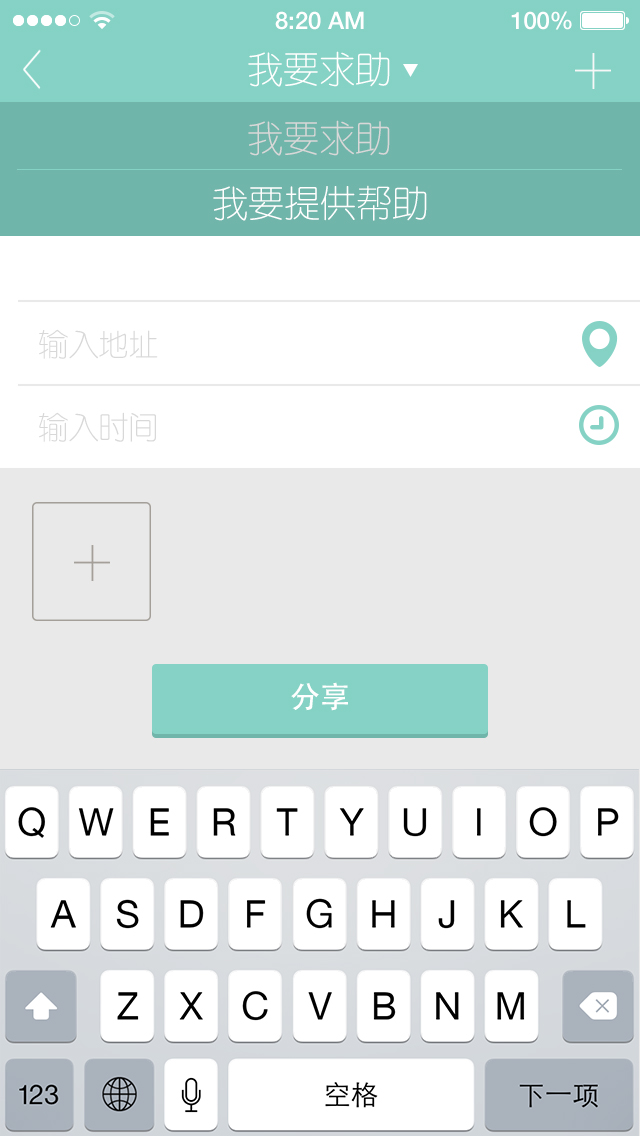 8:20 AM 100%
我要求助
我要求助
我要提供帮助
输入地址
输入时间
分享
Q W E R T Y U I O P
A S D F G H J K L
Z X C V B N M
123 空格 下一项